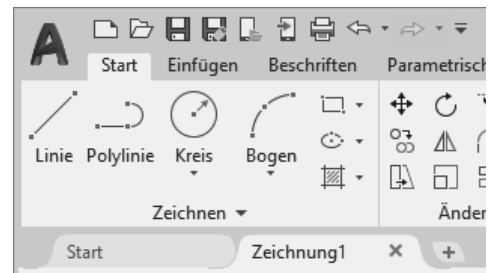 Start Einfügen Beschriften Parametrisch
Linie Polylinie Kreis Bogen
Zeichnen Änder
Start Zeichnung1